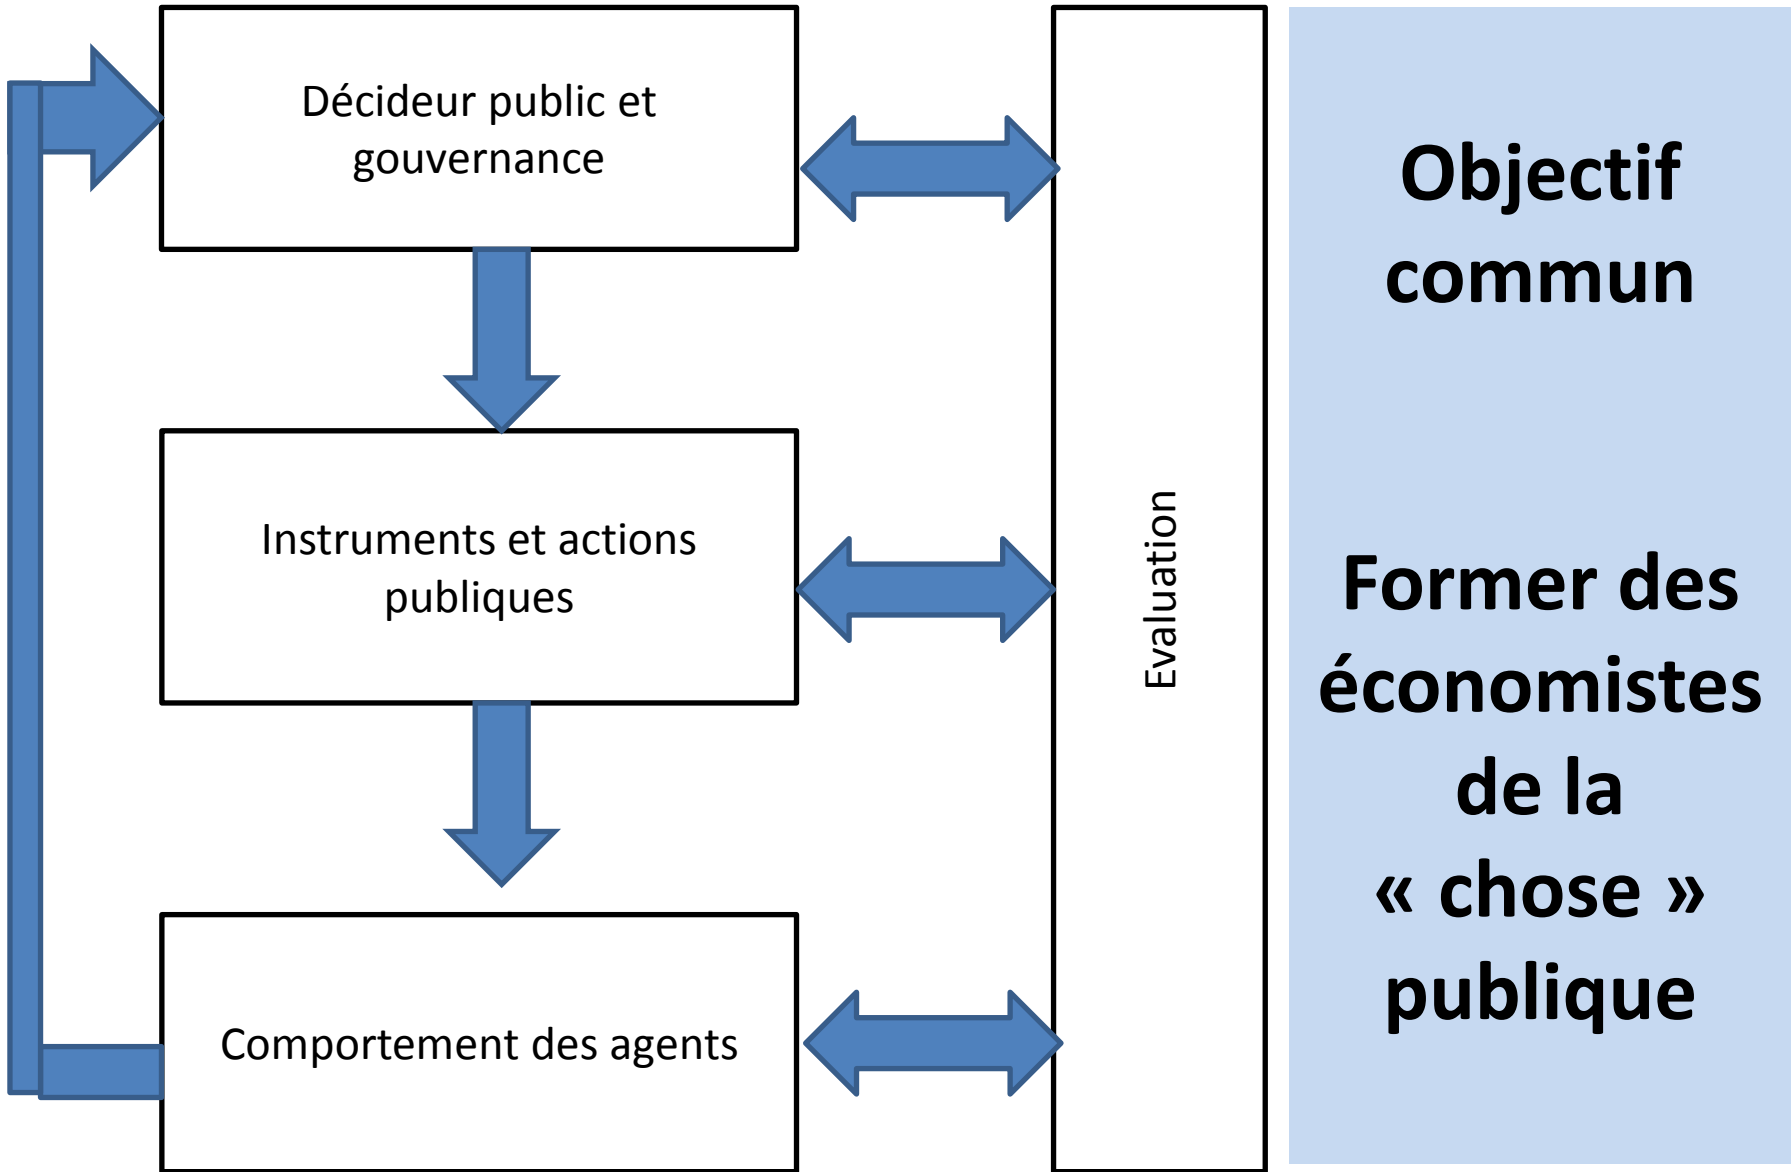 Décideur public et
gouvernance
Instruments et actions
publiques
Comportement des agents
Evaluation
Objectif
commun
Former des
économistes
de la
« chose »
publique